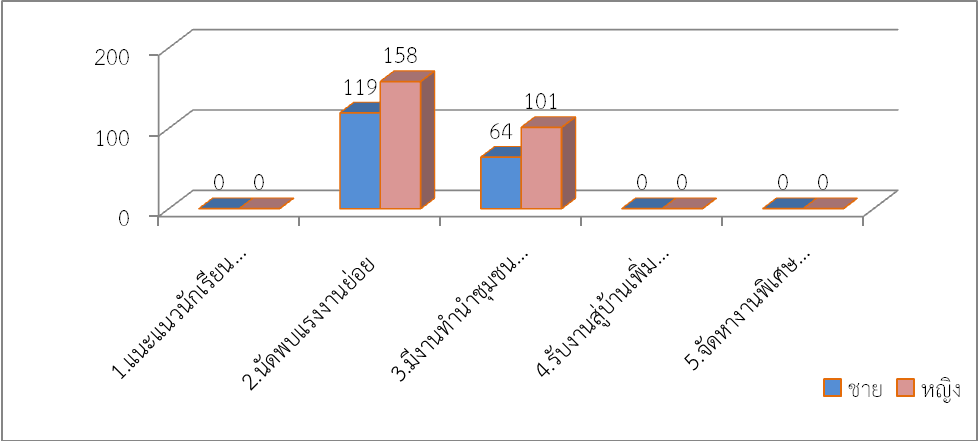 200
100
0
0 0
119 158
64 101
0 0
0 0
1.แนะแนวนักเรียน...
2.นัดพบแรงงานย่อย
3.มีงานทำนำชุมชน...
4.รับงานสู่บ้านเพิ่ม...
5.จัดหางานพิเศษ...
ชาย หญิง